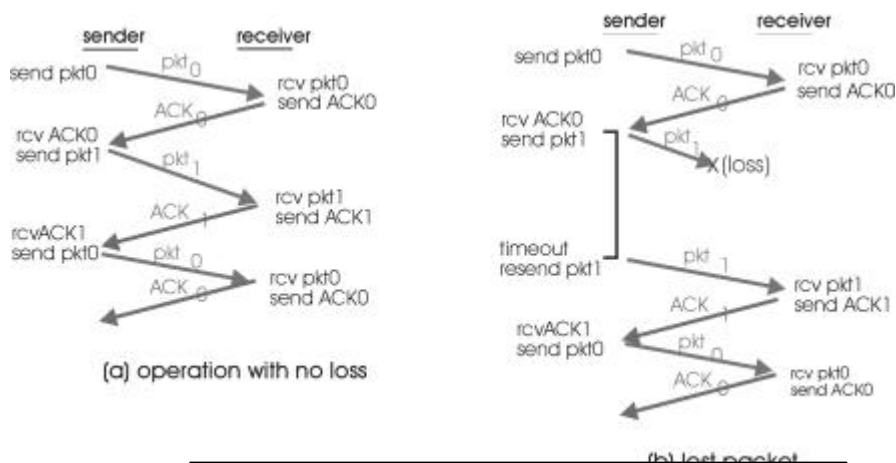 sender receiver
send pkt0
pkt 0
rcv pkt0
send ACK0
ACK 0
rcv ACK0
send pkt1
pkt 1
rcv pkt1
send ACK1
ACK 1
rcvACK1
send pkt0
pkt 0
rcv pkt0
send ACK0
ACK 0
(a) operation with no loss
sender receiver
send pkt0
pkt 0
rcv pkt0
send ACK0
ACK 0
rcv ACK0
send pkt1
pkt 1
X(loss)
timeout
resend pkt1
pkt 1
rcv pkt1
send ACK1
ACK 1
rcvACK1
send pkt0
pkt 0
rcv pkt0
send ACK0
ACK 0
(b) lost packet